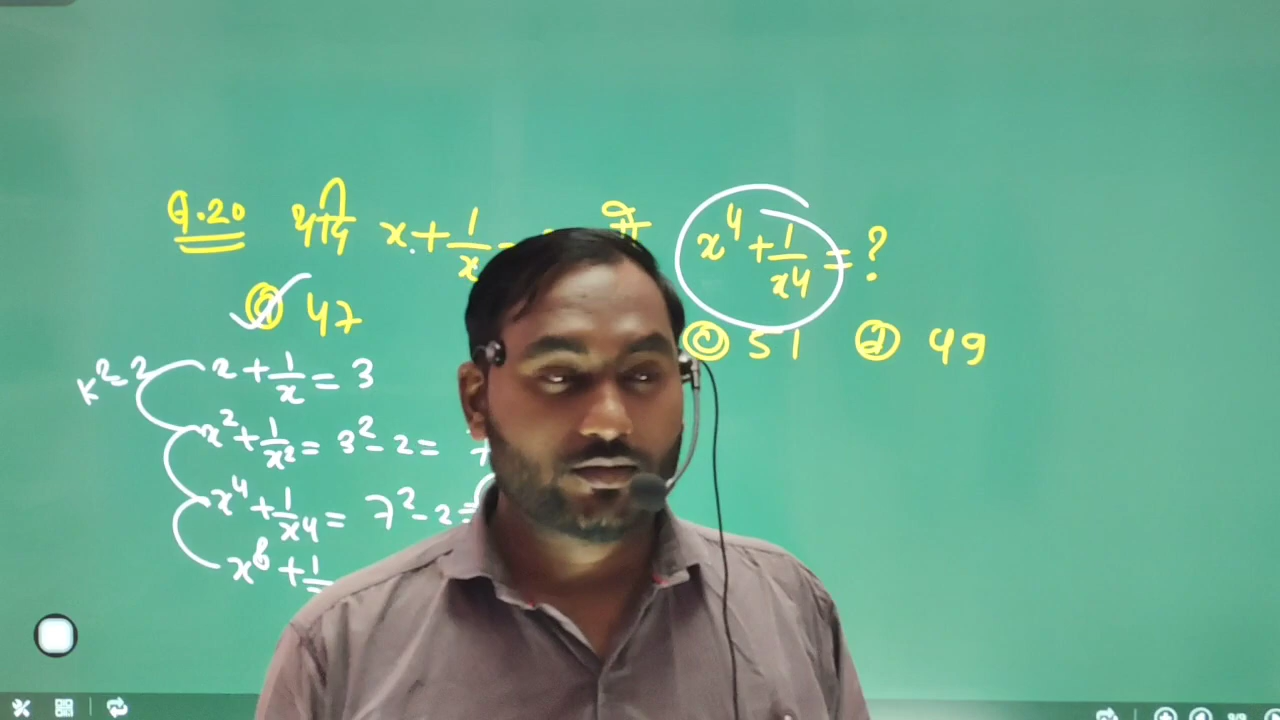 Q.20 यदि x + 1/x = तो x⁴ + 1/x⁴ = ?
(a) 47 (c) 51 (d) 49
K²-2 x + 1/x = 3
x² + 1/x² = 3² - 2 = 7
x⁴ + 1/x⁴ = 7² - 2 =
x⁸ + 1